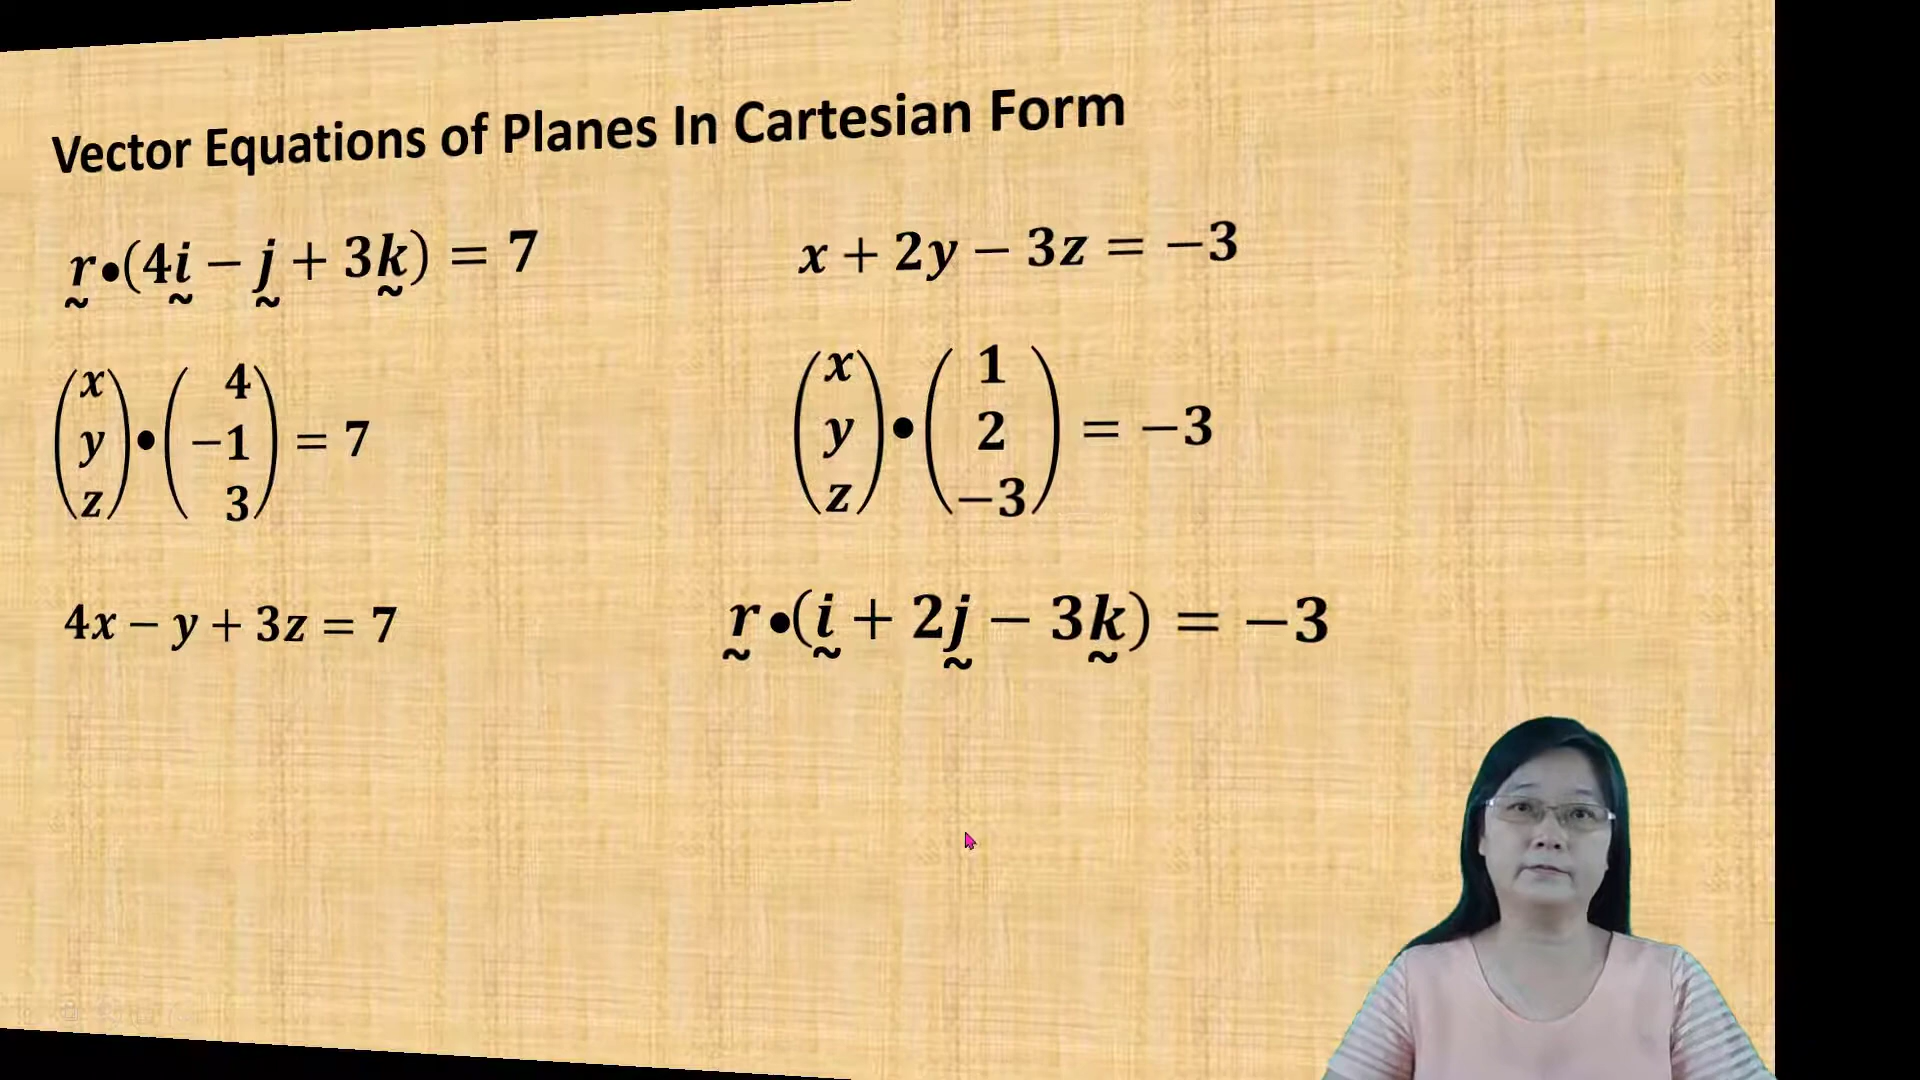 Vector Equations of Planes In Cartesian Form
r̰•(4ḭ − j̰ + 3k̰) = 7
(x y z)•(4 −1 3) = 7
4x − y + 3z = 7
x + 2y − 3z = −3
(x y z)•(1 2 −3) = −3
r̰•(ḭ + 2j̰ − 3k̰) = −3